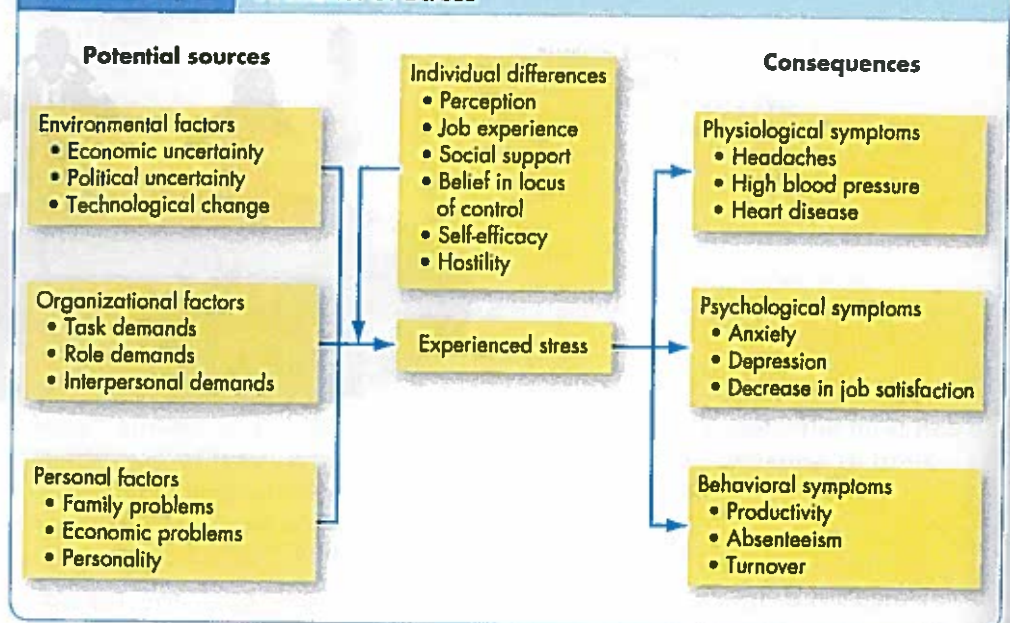 Potential sources
Environmental factors
• Economic uncertainty
• Political uncertainty
• Technological change
Organizational factors
• Task demands
• Role demands
• Interpersonal demands
Personal factors
• Family problems
• Economic problems
• Personality
Individual differences
• Perception
• Job experience
• Social support
• Belief in locus
of control
• Self-efficacy
• Hostility
Experienced stress
Consequences
Physiological symptoms
• Headaches
• High blood pressure
• Heart disease
Psychological symptoms
• Anxiety
• Depression
• Decrease in job satisfaction
Behavioral symptoms
• Productivity
• Absenteeism
• Turnover